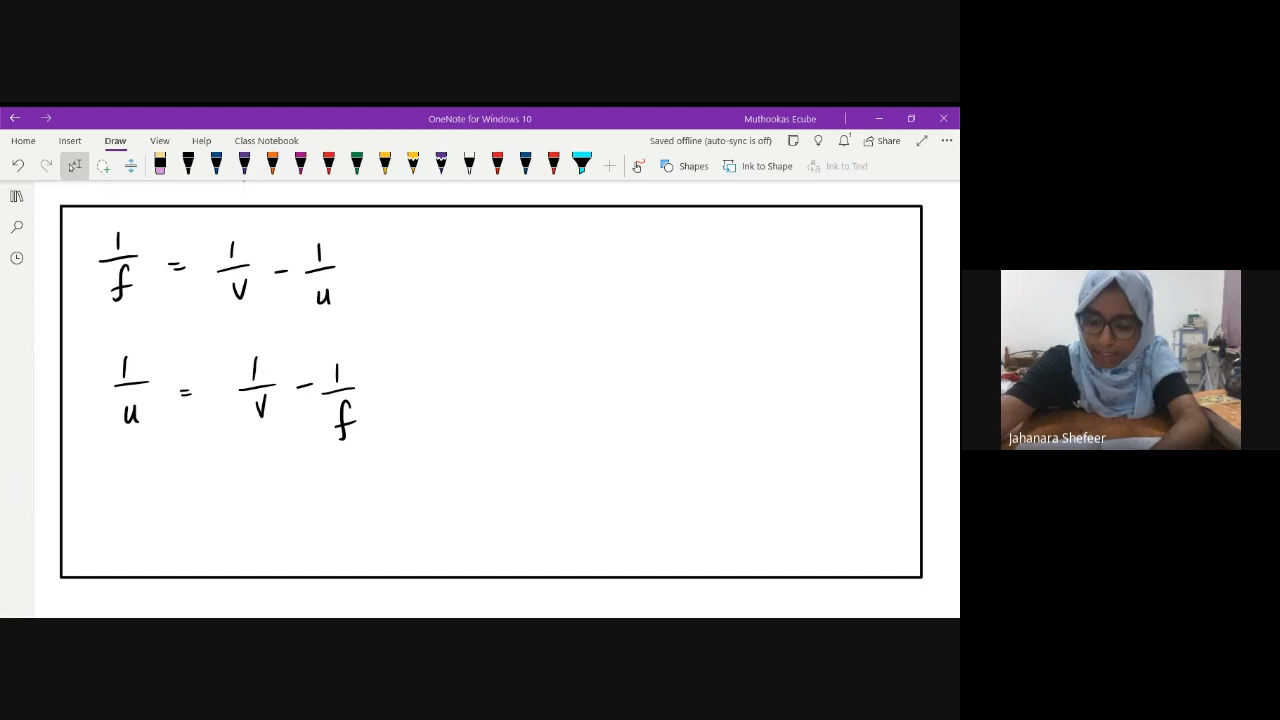 OneNote for Windows 10
Muthookas Ecube
Home Insert Draw View Help Class Notebook
Saved offline (auto-sync is off) Share
Shapes Ink to Shape Ink to Text
1/f = 1/v - 1/u
1/u = 1/v - 1/f
Jahanara Shefeer